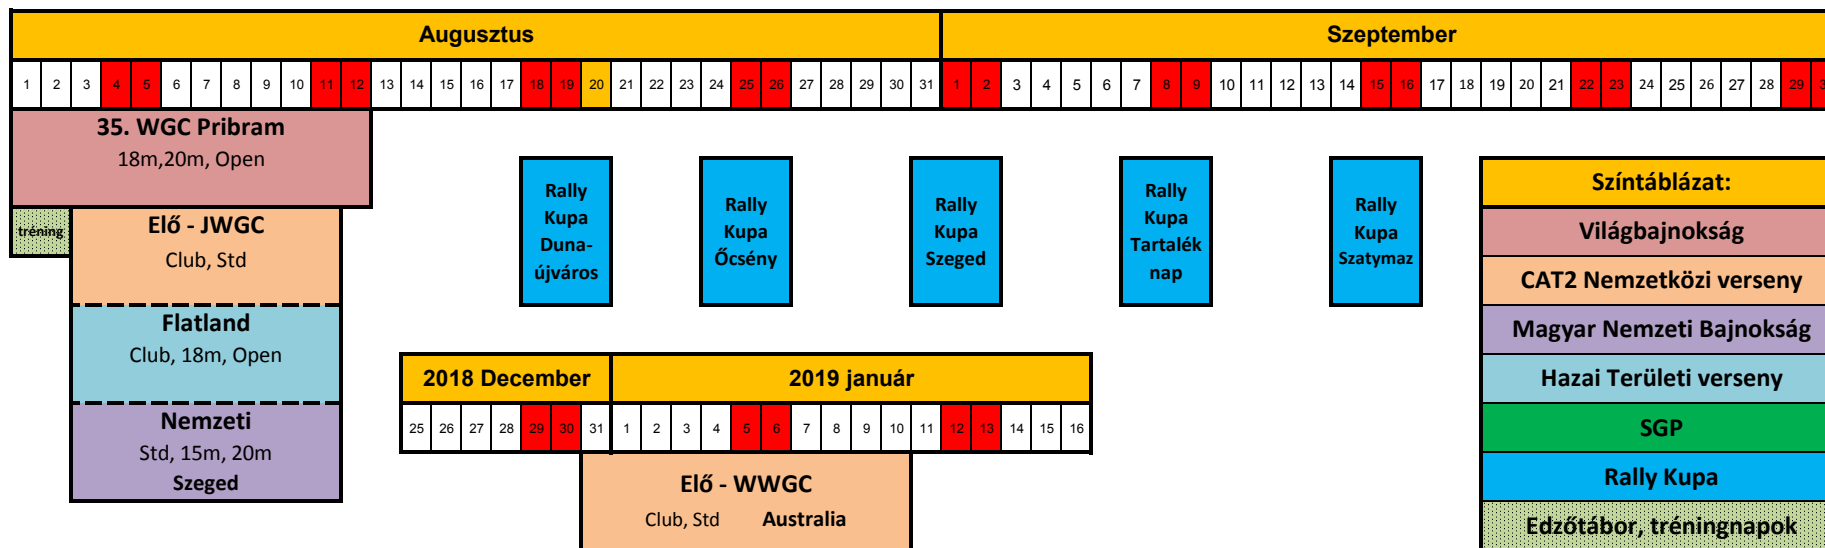 Augusztus Szeptember
1 2 3 4 5 6 7 8 9 10 11 12 13 14 15 16 17 18 19 20 21 22 23 24 25 26 27 28 29 30 31 1 2 3 4 5 6 7 8 9 10 11 12 13 14 15 16 17 18 19 20 21 22 23 24 25 26 27 28 29
35. WGC Pribram
18m,20m, Open
tréning
Elő - JWGC
Club, Std
Flatland
Club, 18m, Open
Nemzeti
Std, 15m, 20m
Szeged
Rally
Kupa
Duna-
újváros
Rally
Kupa
Őcsény
Rally
Kupa
Szeged
Rally
Kupa
Tartalék
nap
Rally
Kupa
Szatymaz
2018 December 2019 január
25 26 27 28 29 30 31 1 2 3 4 5 6 7 8 9 10 11 12 13 14 15 16
Elő - WWGC
Club, Std Australia
Színtáblázat:
Világbajnokság
CAT2 Nemzetközi verseny
Magyar Nemzeti Bajnokság
Hazai Területi verseny
SGP
Rally Kupa
Edzőtábor, tréningnapok